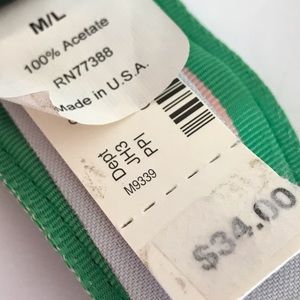 M/L
100% Acetate
RN77388
Made in U.S.A.
Dept
JH3
PPI
M9339
$34.00